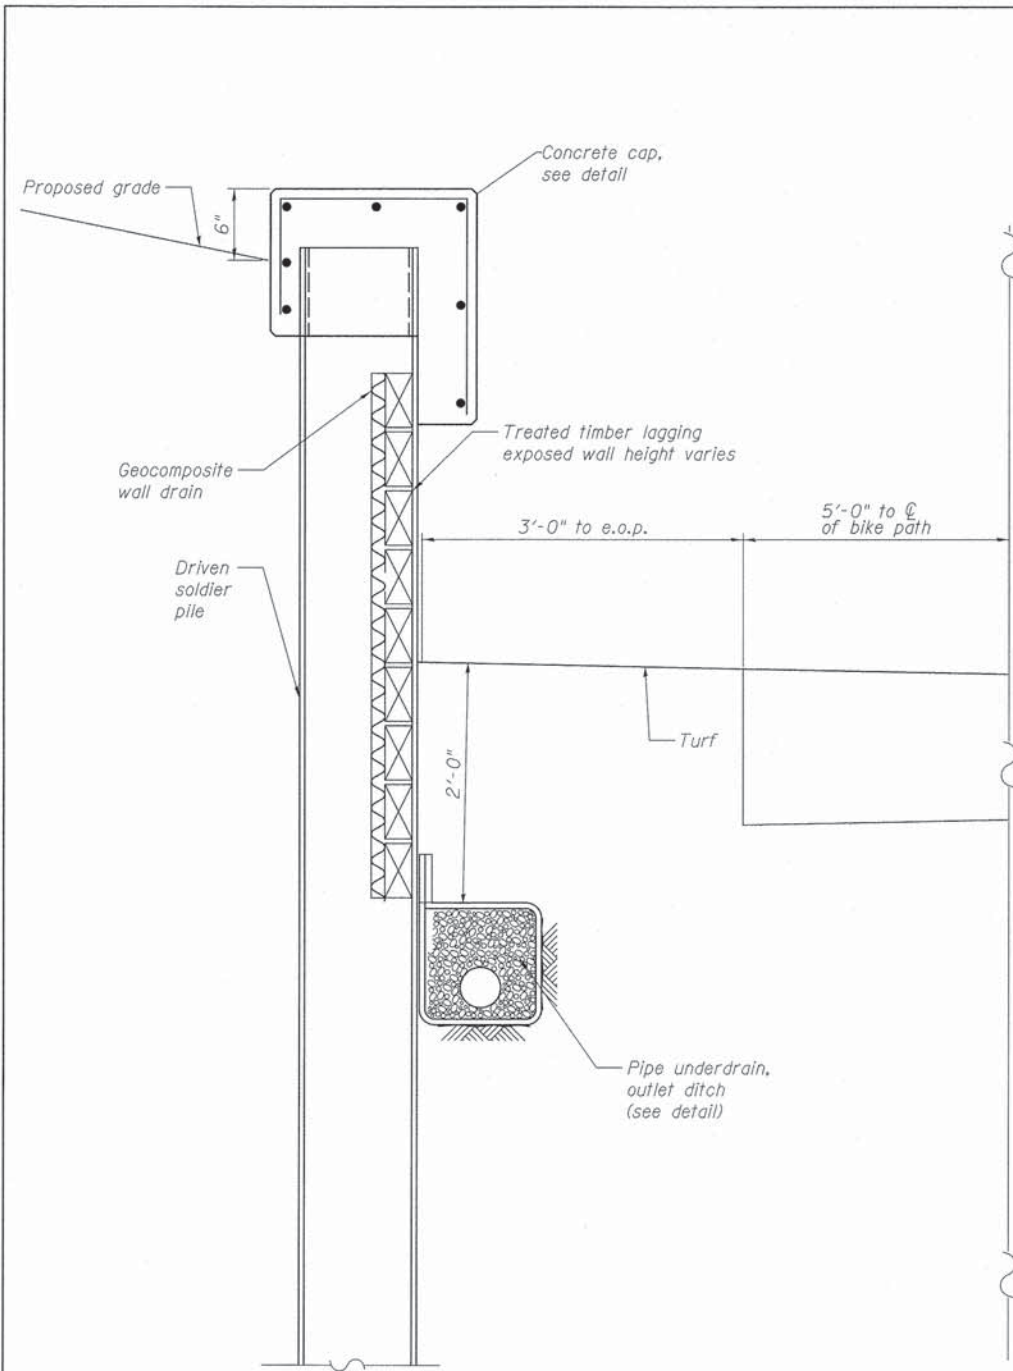 Concrete cap,
see detail
Proposed grade
6"
Treated timber lagging
exposed wall height varies
Geocomposite
wall drain
5'-0" to ℄
of bike path
3'-0" to e.o.p.
Driven
soldier
pile
Turf
2'-0"
Pipe underdrain,
outlet ditch
(see detail)